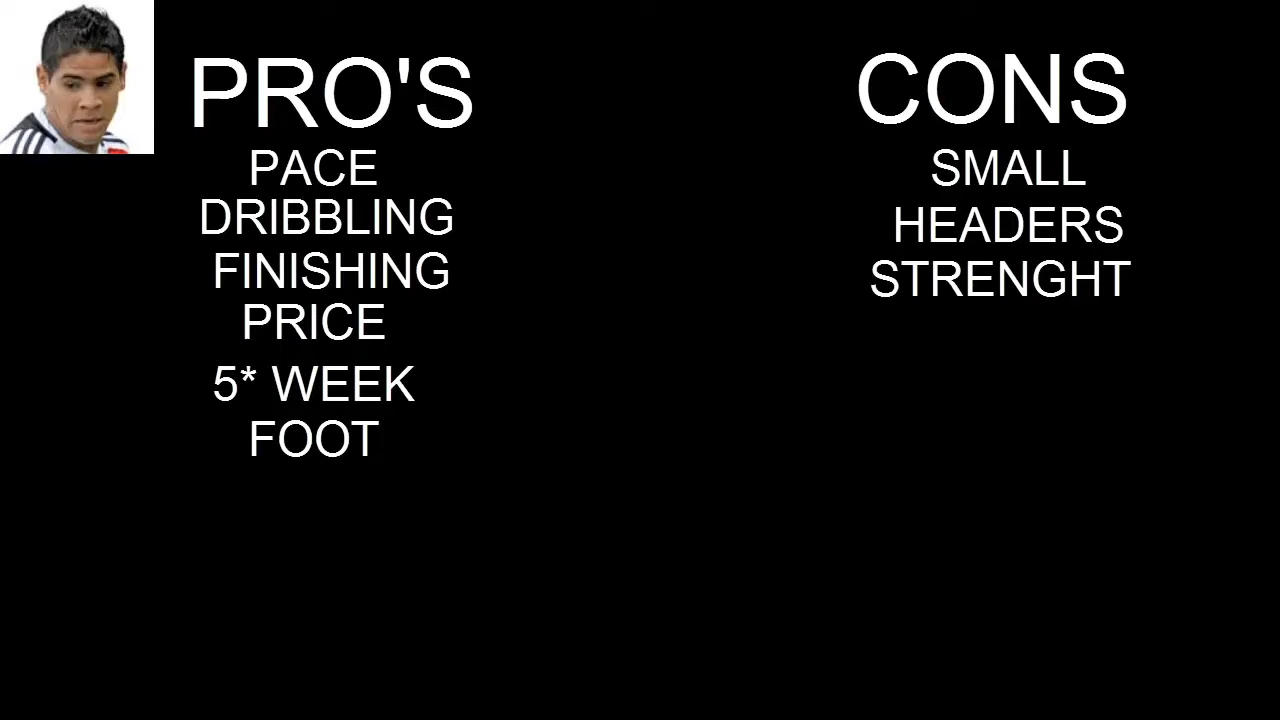 PRO'S
PACE
DRIBBLING
FINISHING
PRICE
5* WEEK
FOOT
CONS
SMALL
HEADERS
STRENGHT